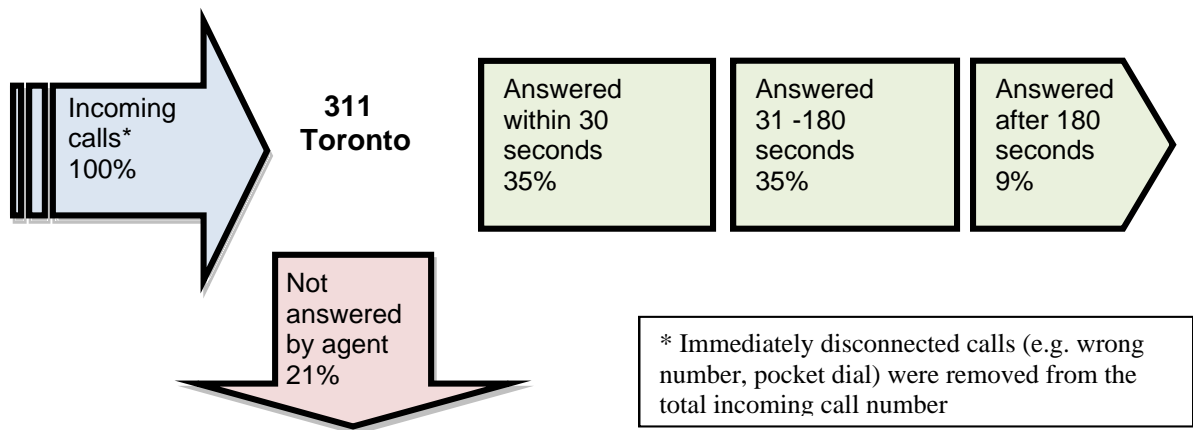 Incoming
calls*
100%
311
Toronto
Answered
within 30
seconds
35%
Answered
31 -180
seconds
35%
Answered
after 180
seconds
9%
Not
answered
by agent
21%
* Immediately disconnected calls (e.g. wrong
number, pocket dial) were removed from the
total incoming call number